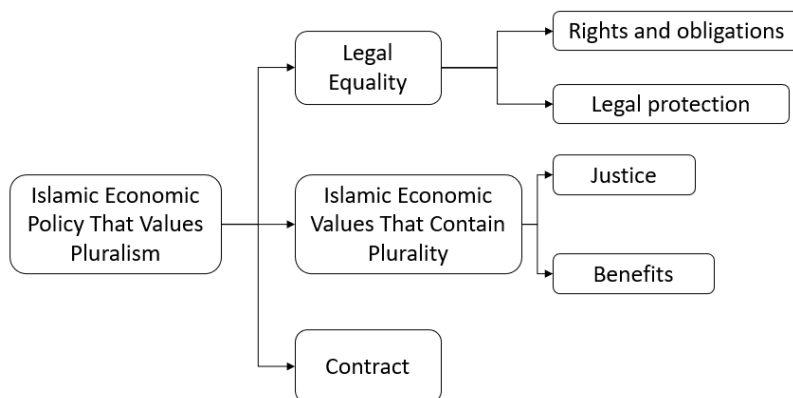 Legal
Equality
Rights and obligations
Legal protection
Islamic Economic
Policy That Values
Pluralism
Islamic Economic
Values That Contain
Plurality
Justice
Benefits
Contract